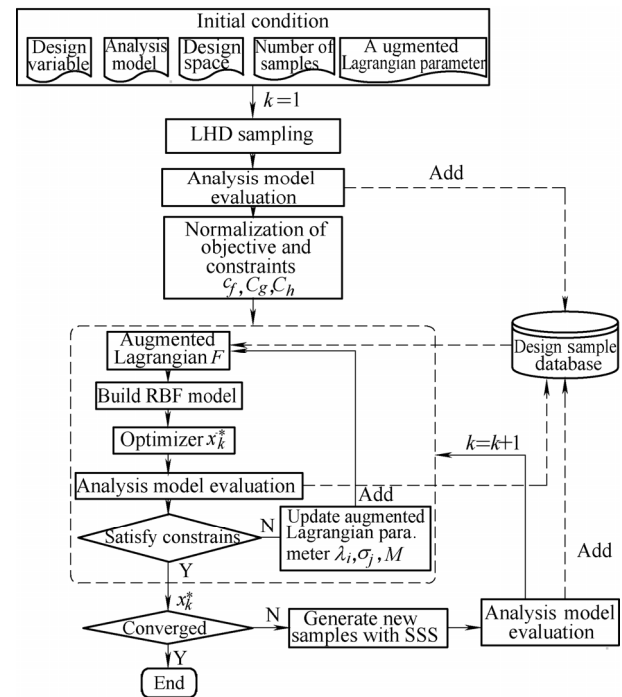 Initial condition
Design
variable
Analysis
model
Design
space
Number of
samples
A ugmented
Lagrangian parameter
k=1
LHD sampling
Analysis model
evaluation
Add
Normalization of
objective and
constraints
c_f, C_g, C_h
Augmented
Lagrangian F
Design sample
database
Build RBF model
Optimizer x_k^*
k=k+1
Analysis model evaluation
Add
Satisfy constrains
N
Update augmented
Lagrangian para.
meter λ_i, σ_j, M
Add
Y
x_k^*
Converged
N
Generate new
samples with SSS
Analysis model
evaluation
Y
End